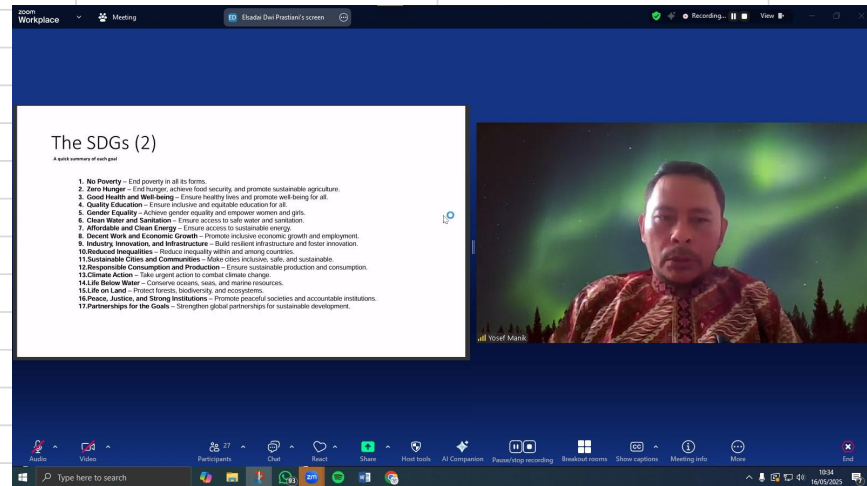 zoom
Workplace
Meeting
ED Elsadai Dwi Prastiani's screen
Recording...
View
The SDGs (2)
A quick summary of each goal
1. No Poverty – End poverty in all its forms.
2. Zero Hunger – End hunger, achieve food security, and promote sustainable agriculture.
3. Good Health and Well-being – Ensure healthy lives and promote well-being for all.
4. Quality Education – Ensure inclusive and equitable education for all.
5. Gender Equality – Achieve gender equality and empower women and girls.
6. Clean Water and Sanitation – Ensure access to safe water and sanitation.
7. Affordable and Clean Energy – Ensure access to sustainable energy.
8. Decent Work and Economic Growth – Promote inclusive economic growth and employment.
9. Industry, Innovation, and Infrastructure – Build resilient infrastructure and foster innovation.
10.Reduced Inequalities – Reduce inequality within and among countries.
11.Sustainable Cities and Communities – Make cities inclusive, safe, and sustainable.
12.Responsible Consumption and Production – Ensure sustainable production and consumption.
13.Climate Action – Take urgent action to combat climate change.
14.Life Below Water – Conserve oceans, seas, and marine resources.
15.Life on Land – Protect forests, biodiversity, and ecosystems.
16.Peace, Justice, and Strong Institutions – Promote peaceful societies and accountable institutions.
17.Partnerships for the Goals – Strengthen global partnerships for sustainable development.
Yosef Manik
27
CC
Audio
Video
Participants
Chat
React
Share
Host tools
AI Companion
Pause/stop recording
Breakout rooms
Show captions
Meeting info
More
End
Type here to search
93
zm
W
10:34
16/05/2025